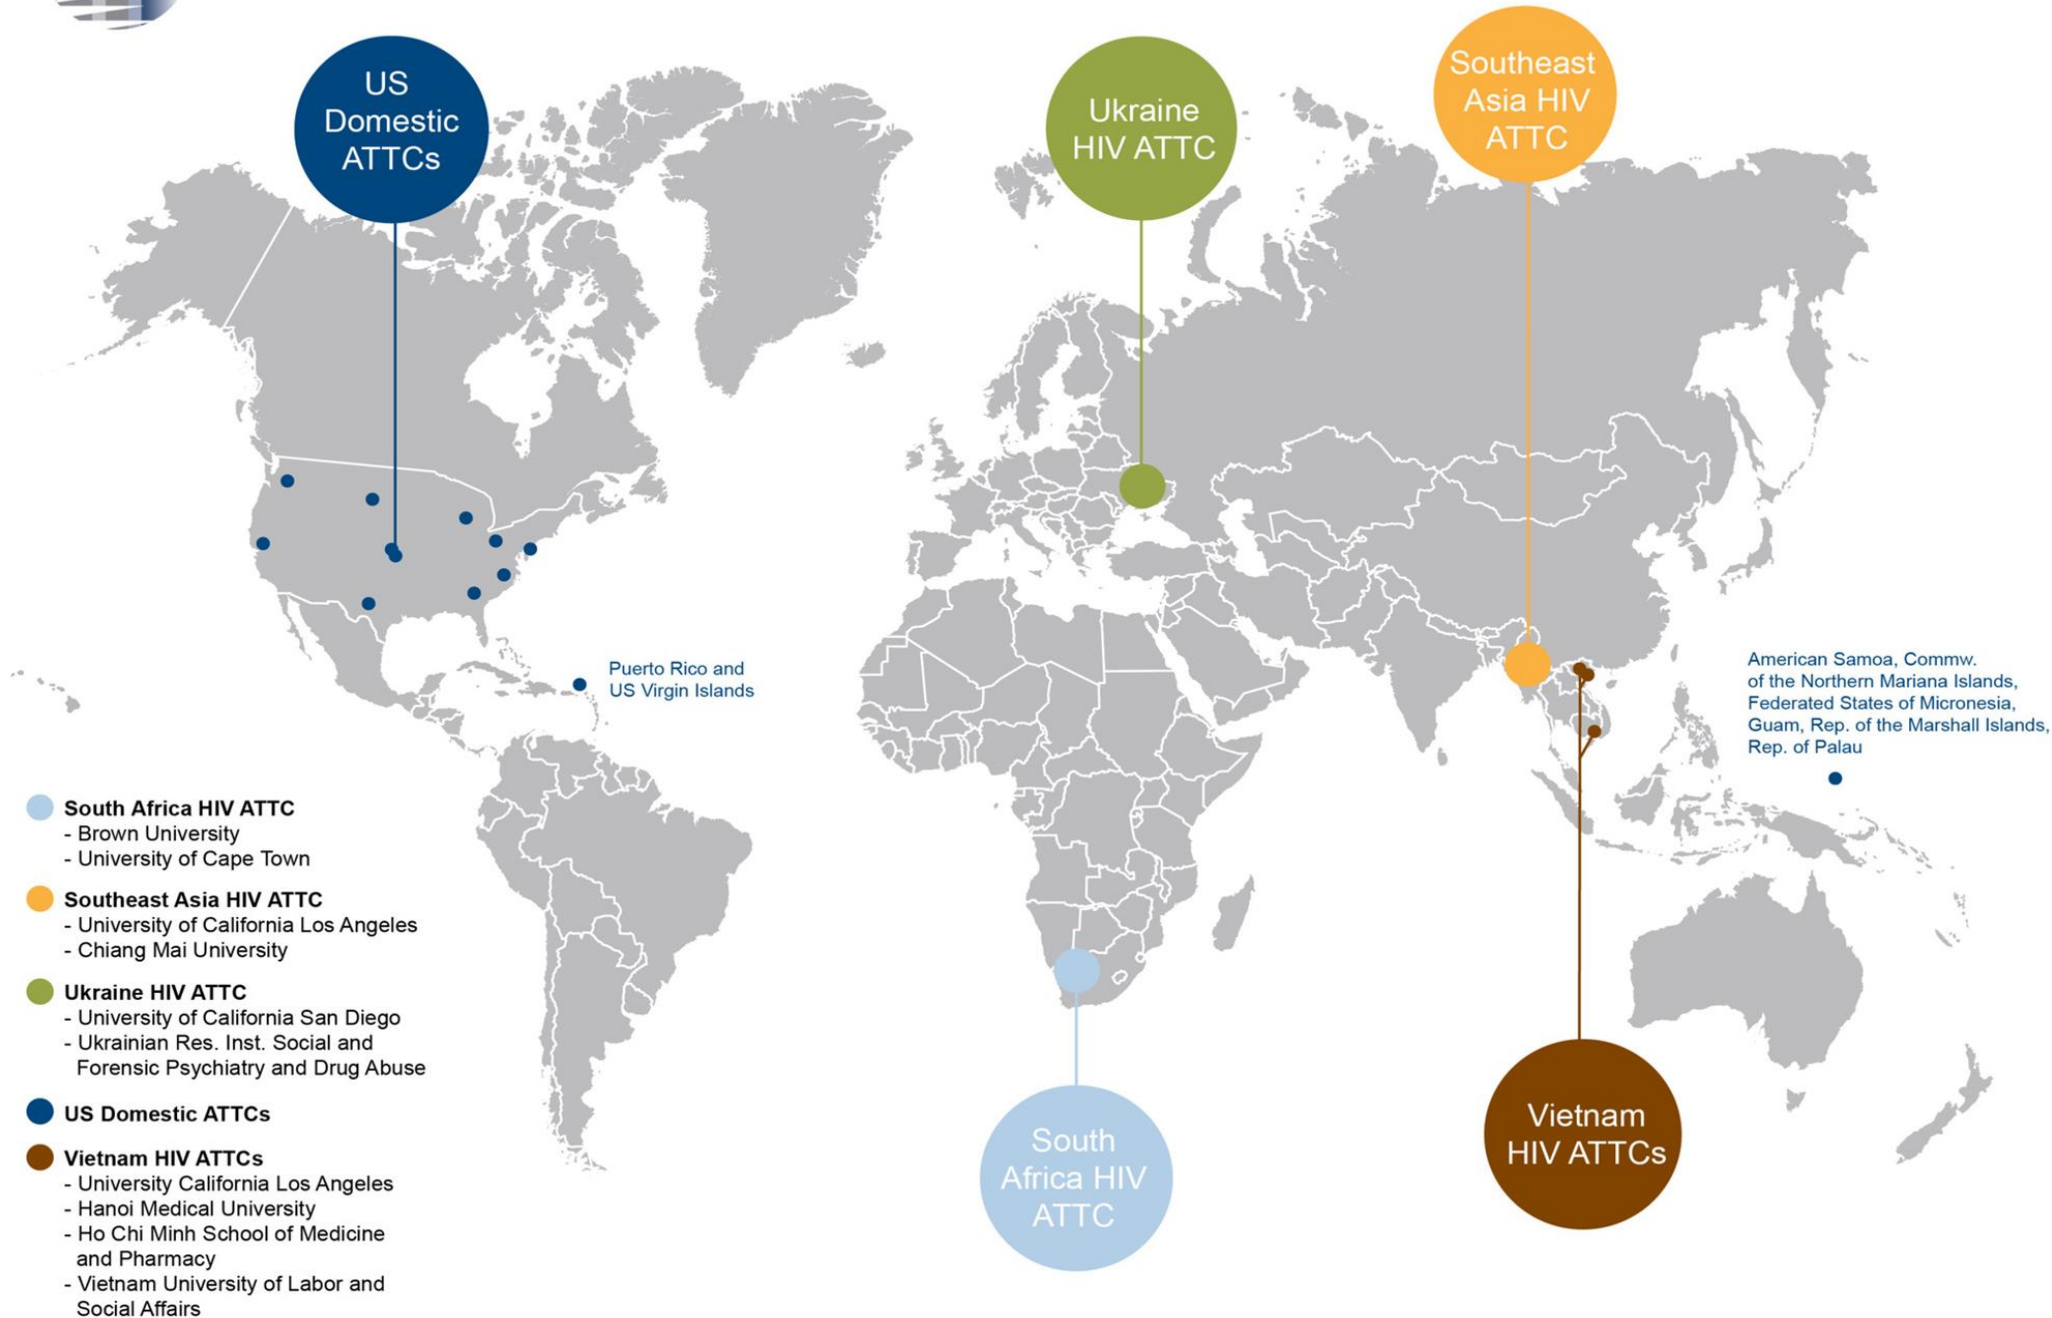 US
Domestic
ATTCs
Ukraine
HIV ATTC
Southeast
Asia HIV
ATTC
Puerto Rico and
US Virgin Islands
American Samoa, Commw.
of the Northern Mariana Islands,
Federated States of Micronesia,
Guam, Rep. of the Marshall Islands,
Rep. of Palau
South Africa HIV ATTC
- Brown University
- University of Cape Town
Southeast Asia HIV ATTC
- University of California Los Angeles
- Chiang Mai University
Ukraine HIV ATTC
- University of California San Diego
- Ukrainian Res. Inst. Social and
Forensic Psychiatry and Drug Abuse
US Domestic ATTCs
Vietnam HIV ATTCs
- University California Los Angeles
- Hanoi Medical University
- Ho Chi Minh School of Medicine
and Pharmacy
- Vietnam University of Labor and
Social Affairs
South
Africa HIV
ATTC
Vietnam
HIV ATTCs